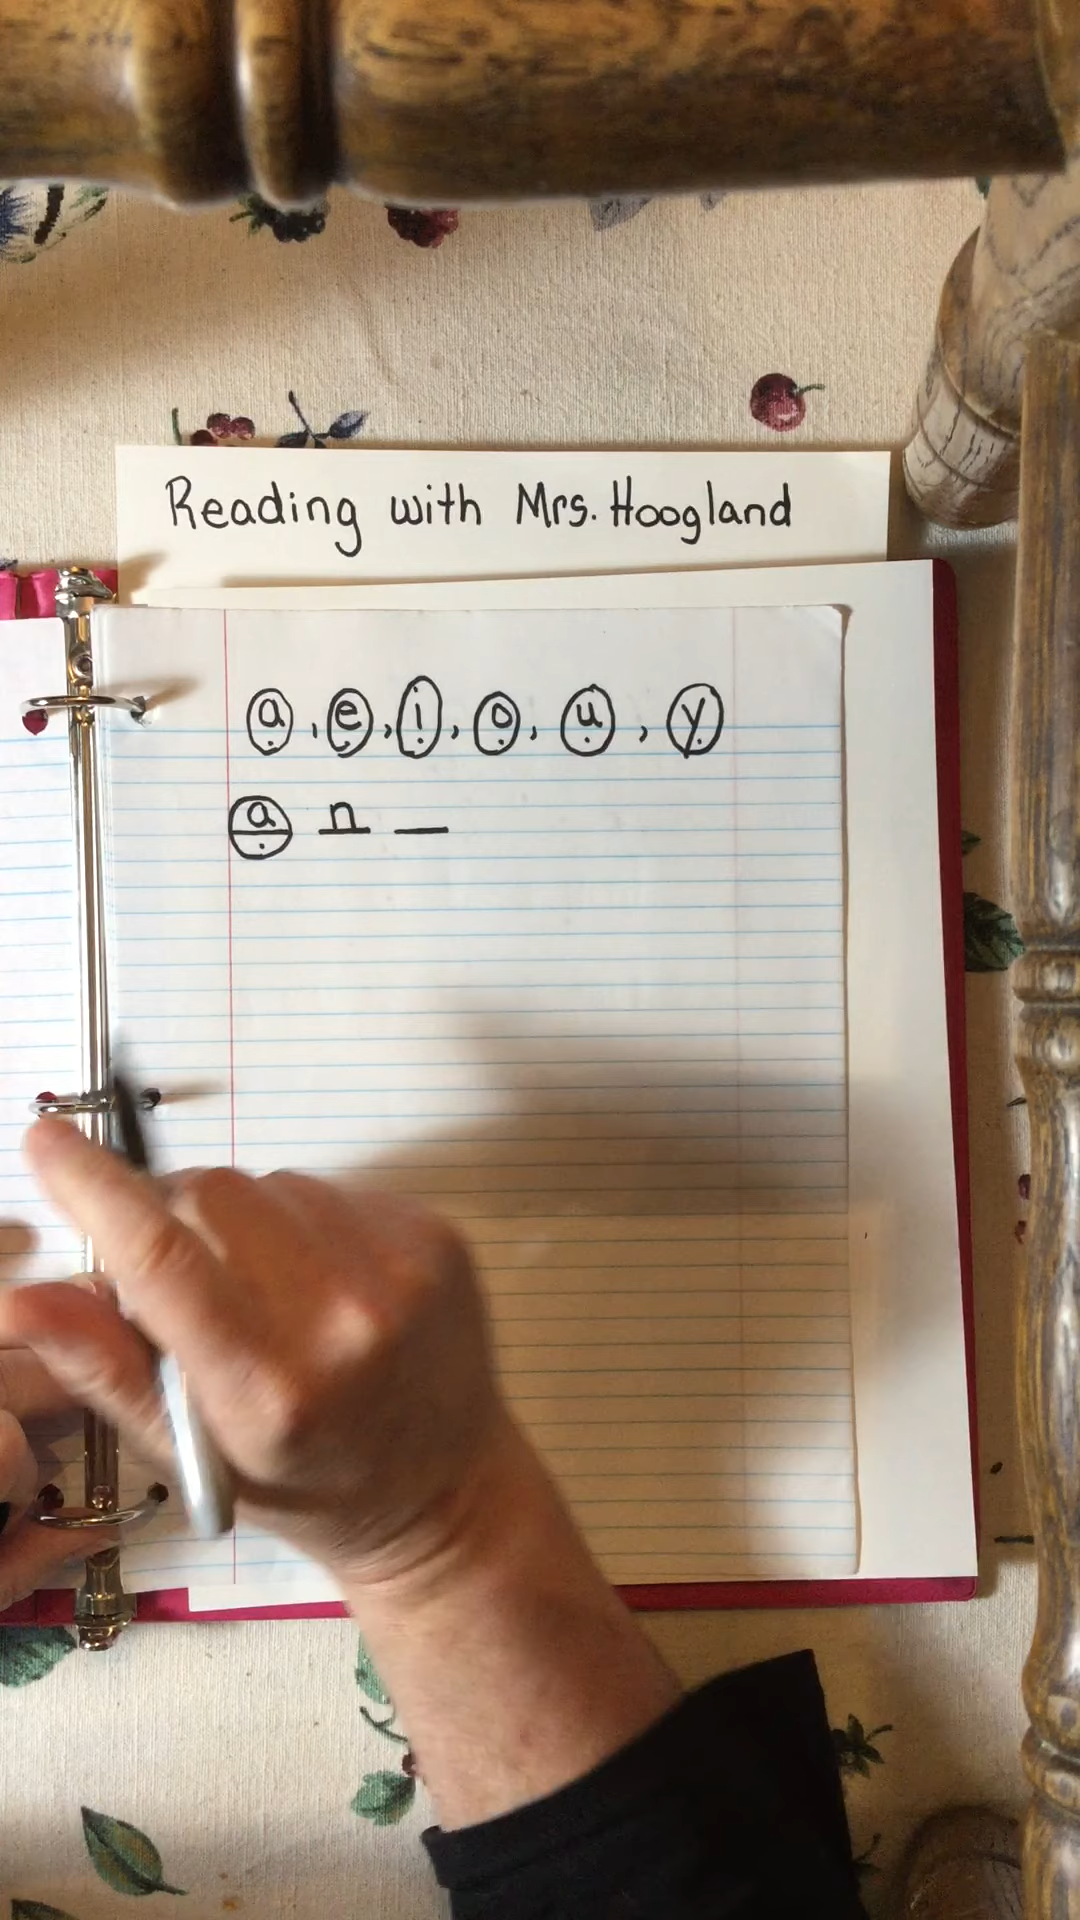 Reading with Mrs. Hoogland
a, e, i, o, u, y
a n _